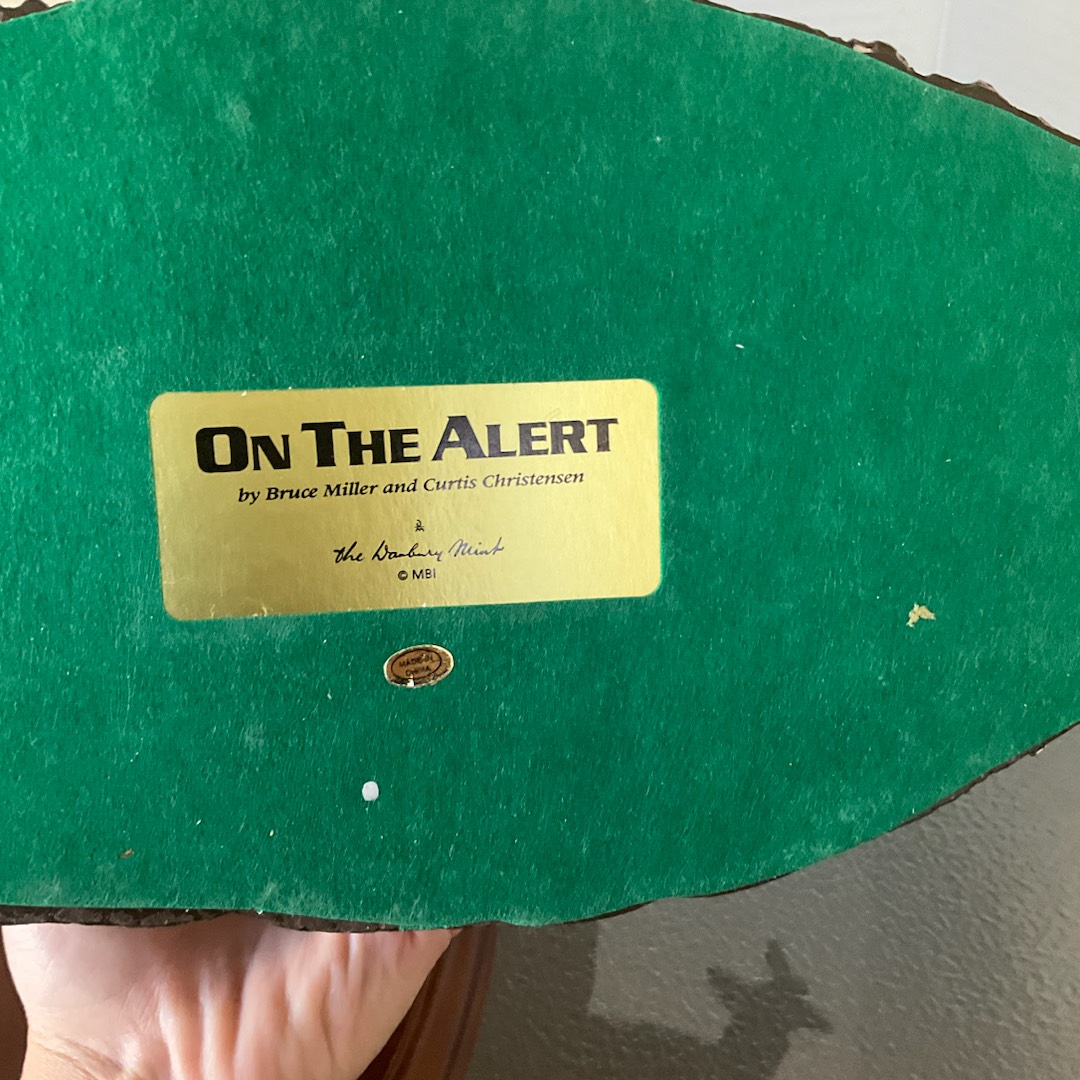 ON THE ALERT
by Bruce Miller and Curtis Christensen
the Danbury Mint
© MBI
MADE IN
CHINA